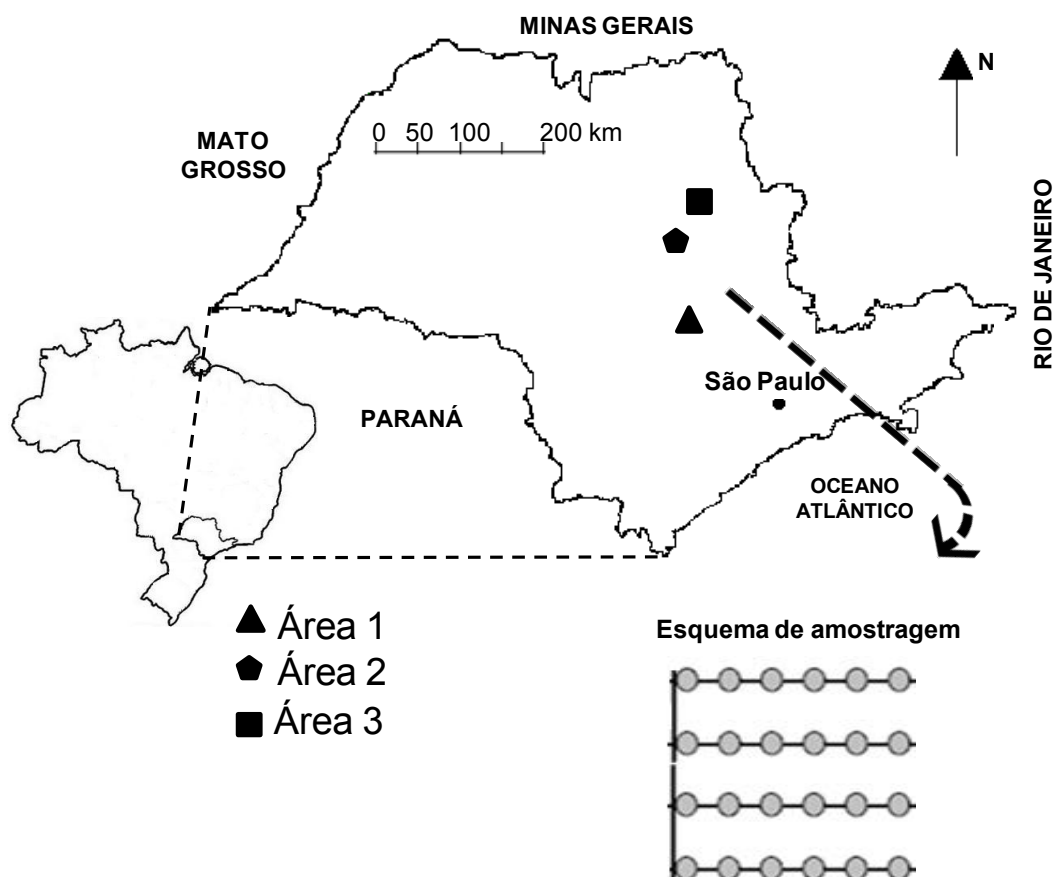 MINAS GERAIS
N
MATO
GROSSO
0 50 100 200 km
RIO DE JANEIRO
São Paulo
PARANÁ
OCEANO
ATLÂNTICO
Área 1
Área 2
Área 3
Esquema de amostragem